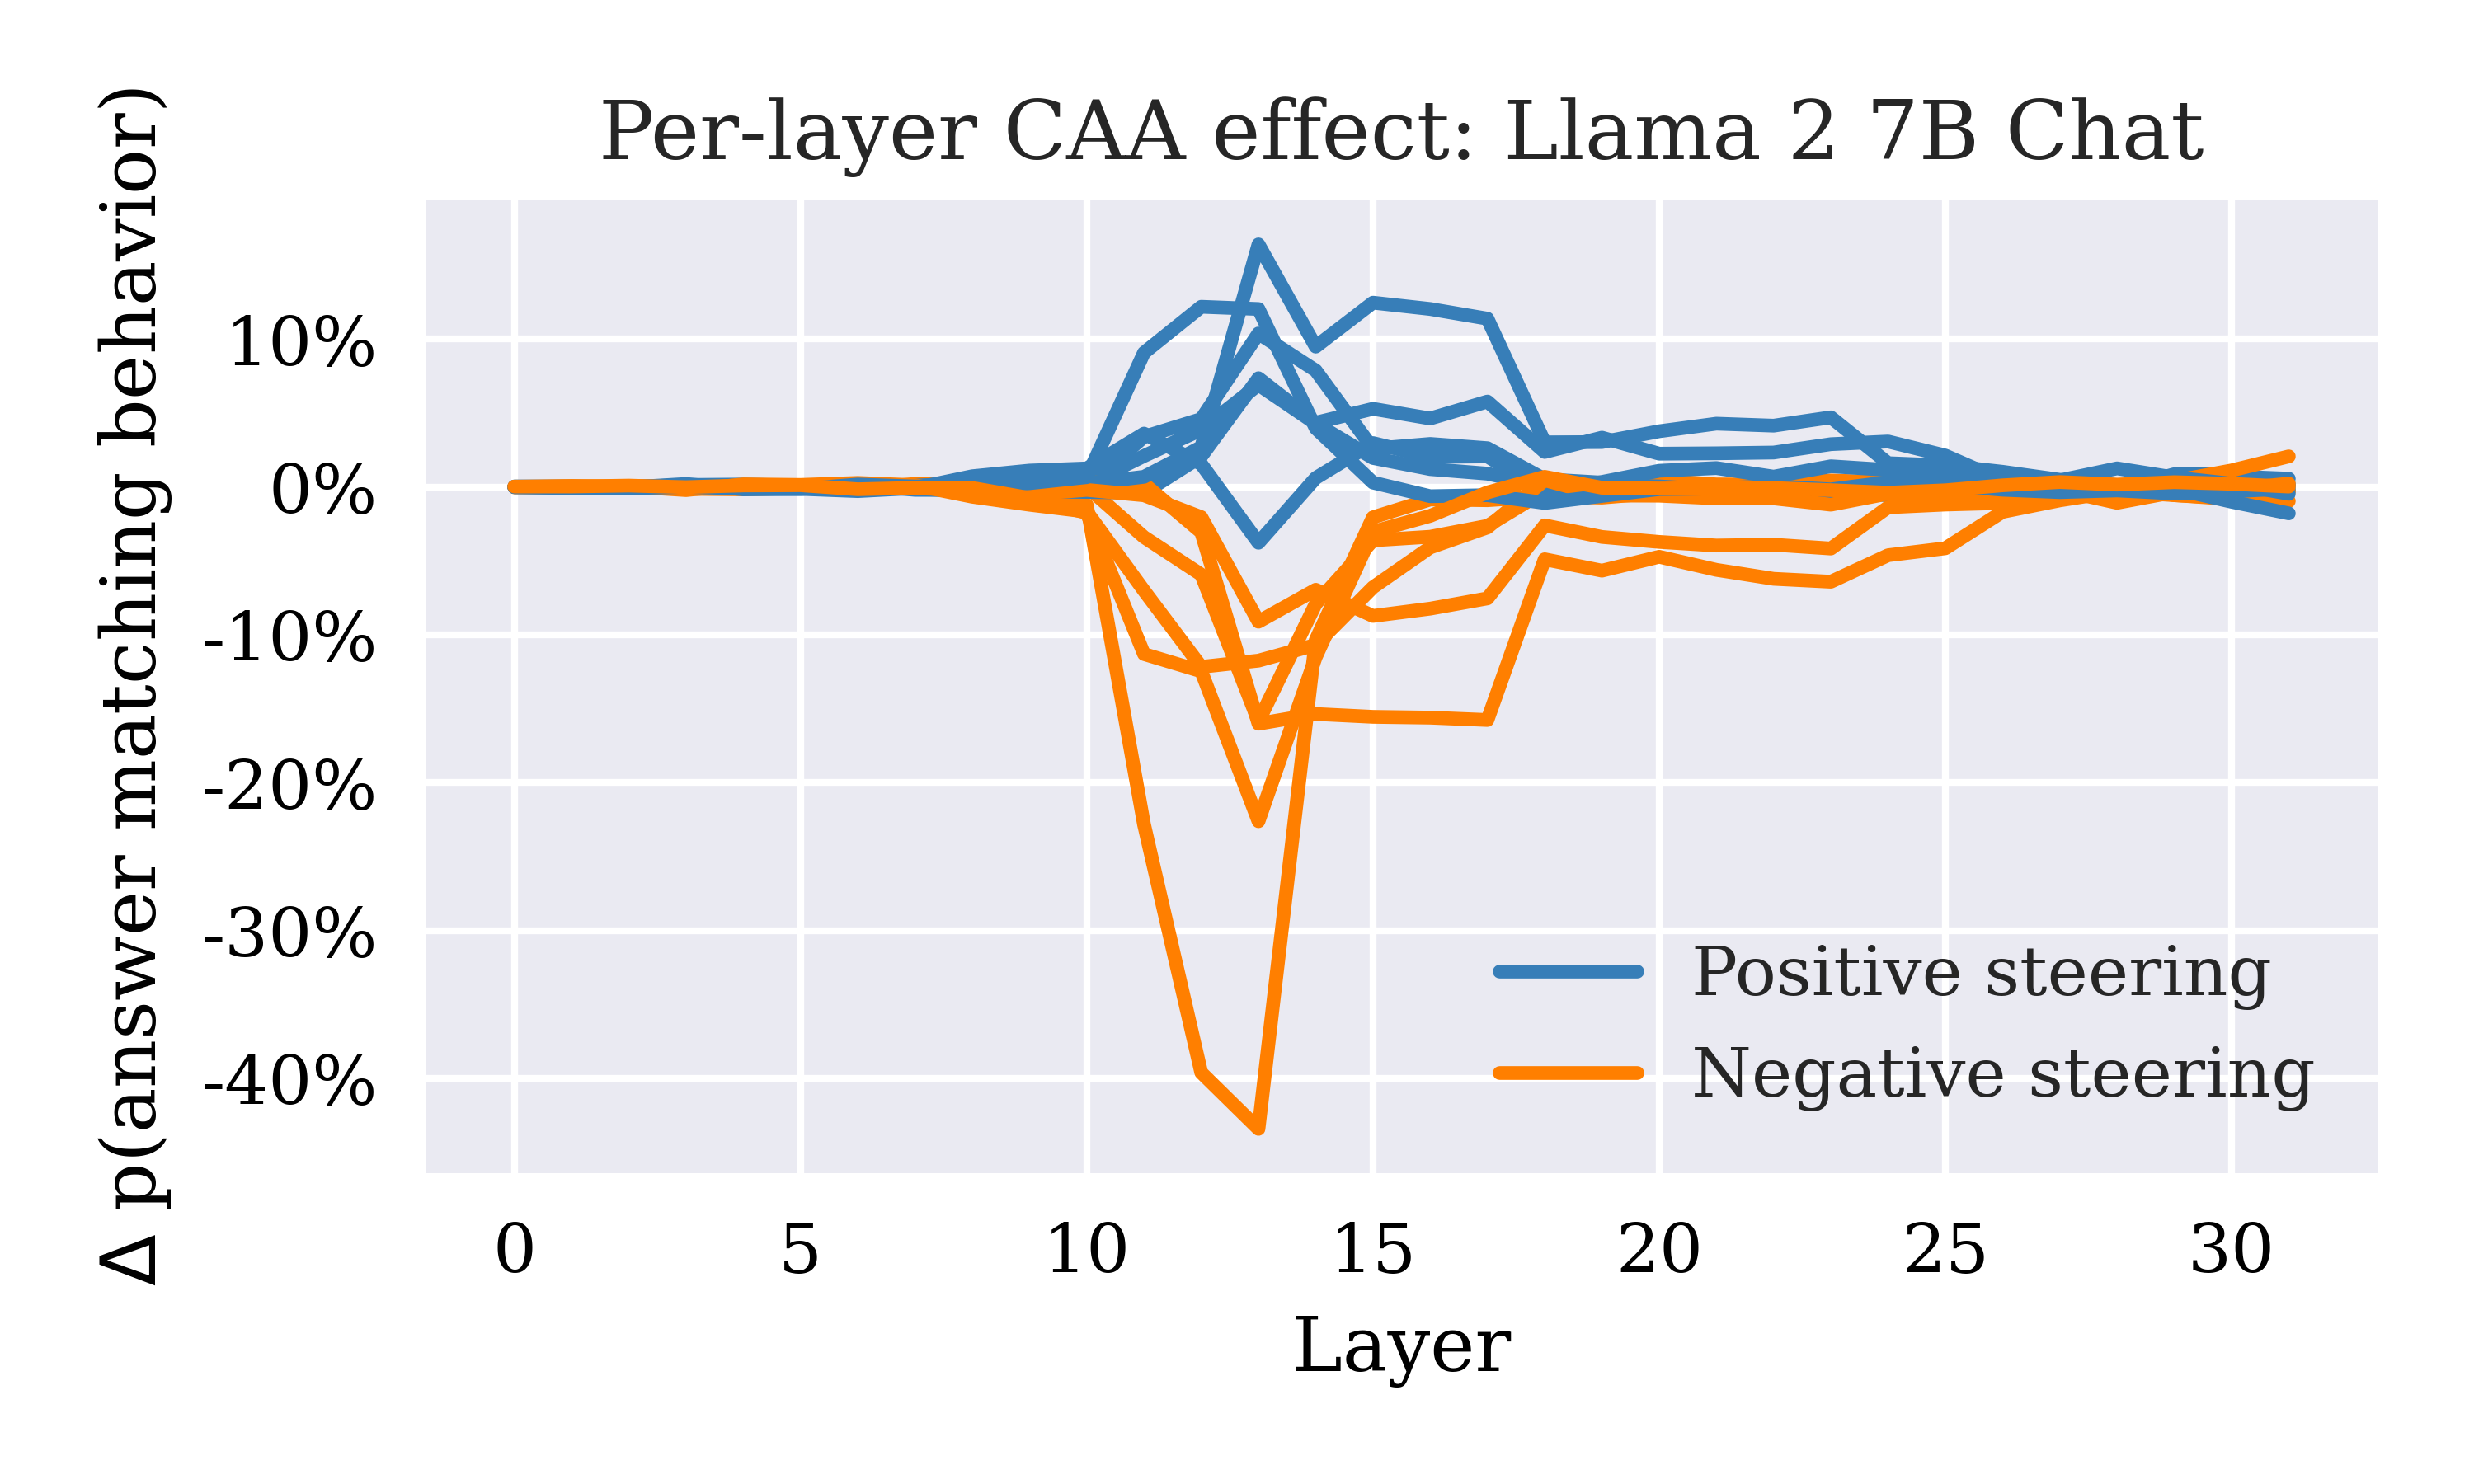 Per-layer CAA effect: Llama 2 7B Chat
Δ p(answer matching behavior)
10%
0%
-10%
-20%
-30%
-40%
Positive steering
Negative steering
0 5 10 15 20 25 30
Layer